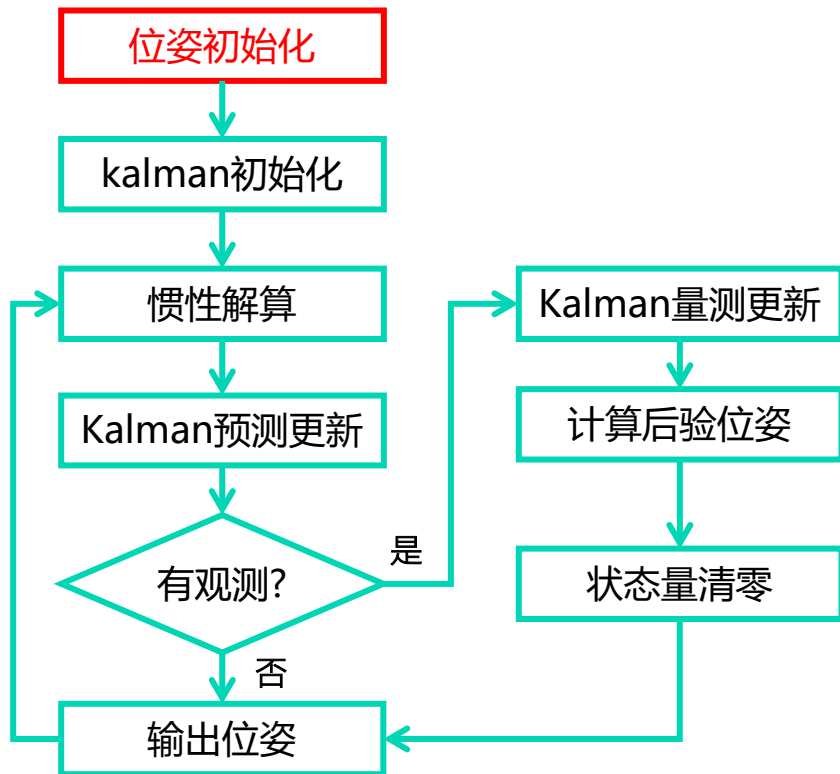 位姿初始化
kalman初始化
惯性解算
Kalman预测更新
有观测?
是
否
输出位姿
Kalman量测更新
计算后验位姿
状态量清零